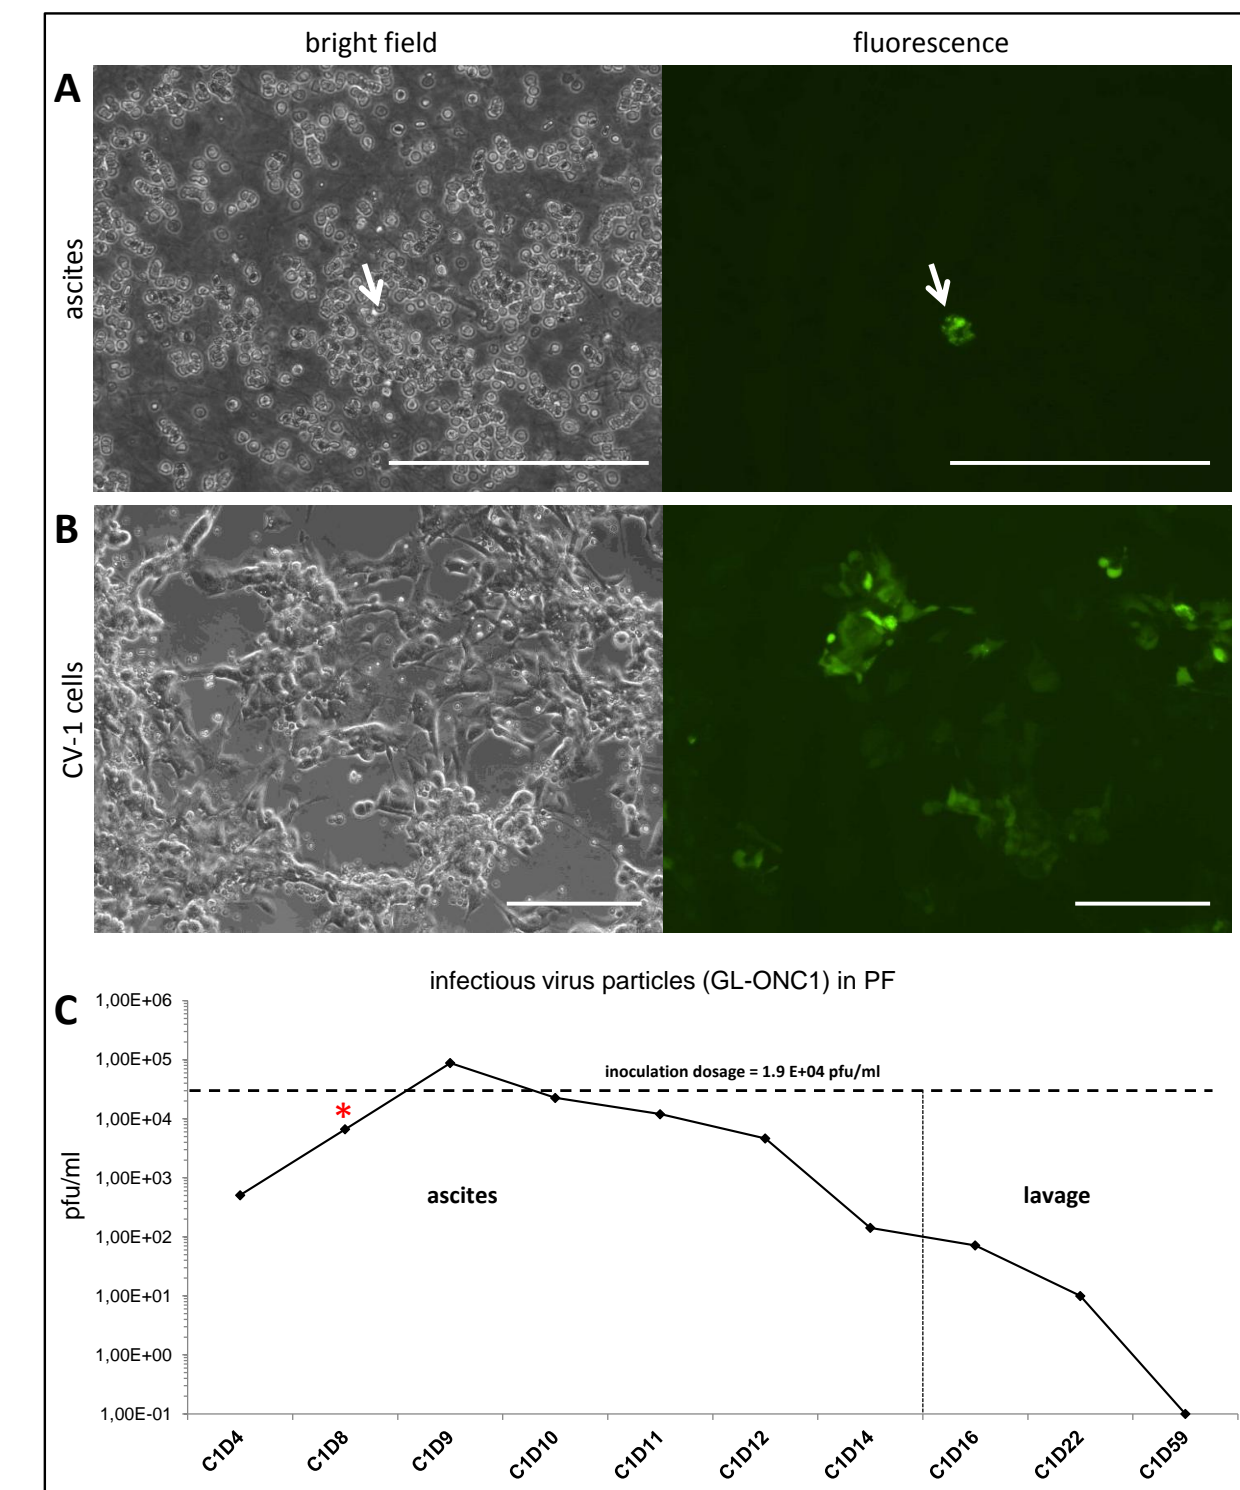 bright field
fluorescence
A
ascites
B
CV-1 cells
C
infectious virus particles (GL-ONC1) in PF
1,00E+06
1,00E+05
1,00E+04
1,00E+03
1,00E+02
1,00E+01
1,00E+00
1,00E-01
pfu/ml
inoculation dosage = 1.9 E+04 pfu/ml
*
ascites
lavage
C1D4
C1D8
C1D9
C1D10
C1D11
C1D12
C1D14
C1D16
C1D22
C1D59